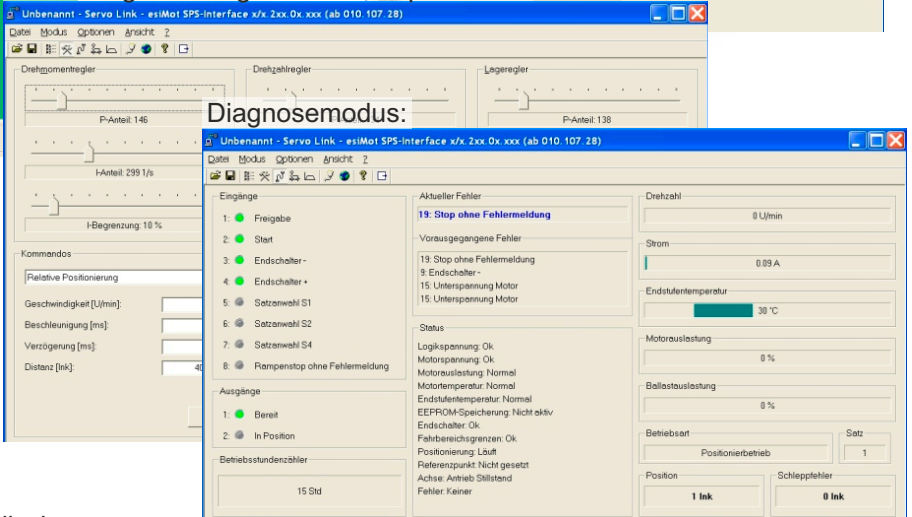 Unbenannt - Servo Link - esiMot SPS-Interface x/x. 2xx. 0x. xxx (ab 010. 107. 28)
Datei Modus Optionen Ansicht ?
Drehmomentregler
P-Anteil: 146
I-Anteil: 299 1/s
I-Begrenzung: 10 %
Drehzahlregler
Lageregler
P-Anteil: 138
Kommandos
Relative Positionierung
Geschwindigkeit [U/min]:
Beschleunigung [ms]:
Verzögerung [ms]:
Distanz [Ink]:
Diagnosemodus:
Unbenannt - Servo Link - esiMot SPS-Interface x/x. 2xx. 0x. xxx (ab 010. 107. 28)
Datei Modus Optionen Ansicht ?
Eingänge
1: Freigabe
2: Start
3: Endschalter -
4: Endschalter +
5: Satzanwahl S1
6: Satzanwahl S2
7: Satzanwahl S4
8: Rampenstop ohne Fehlermeldung
Ausgänge
1: Bereit
2: In Position
Betriebsstundenzähler
15 Std
Aktueller Fehler
19: Stop ohne Fehlermeldung
Vorausgegangene Fehler
19: Stop ohne Fehlermeldung
9: Endschalter -
15: Unterspannung Motor
15: Unterspannung Motor
Status
Logikspannung: Ok
Motorspannung: Ok
Motorauslastung: Normal
Motortemperatur: Normal
Endstufentemperatur: Normal
EEPROM-Speicherung: Nicht aktiv
Endschalter: Ok
Fahrbereichsgrenzen: Ok
Positionierung: Läuft
Referenzpunkt: Nicht gesetzt
Achse: Antrieb Stillstand
Fehler: Keiner
Drehzahl
0 U/min
Strom
0.09 A
Endstufentemperatur
30 °C
Motorauslastung
0 %
Ballastauslastung
0 %
Betriebsart
Positionierbetrieb
Satz
1
Position
1 Ink
Schleppfehler
0 Ink